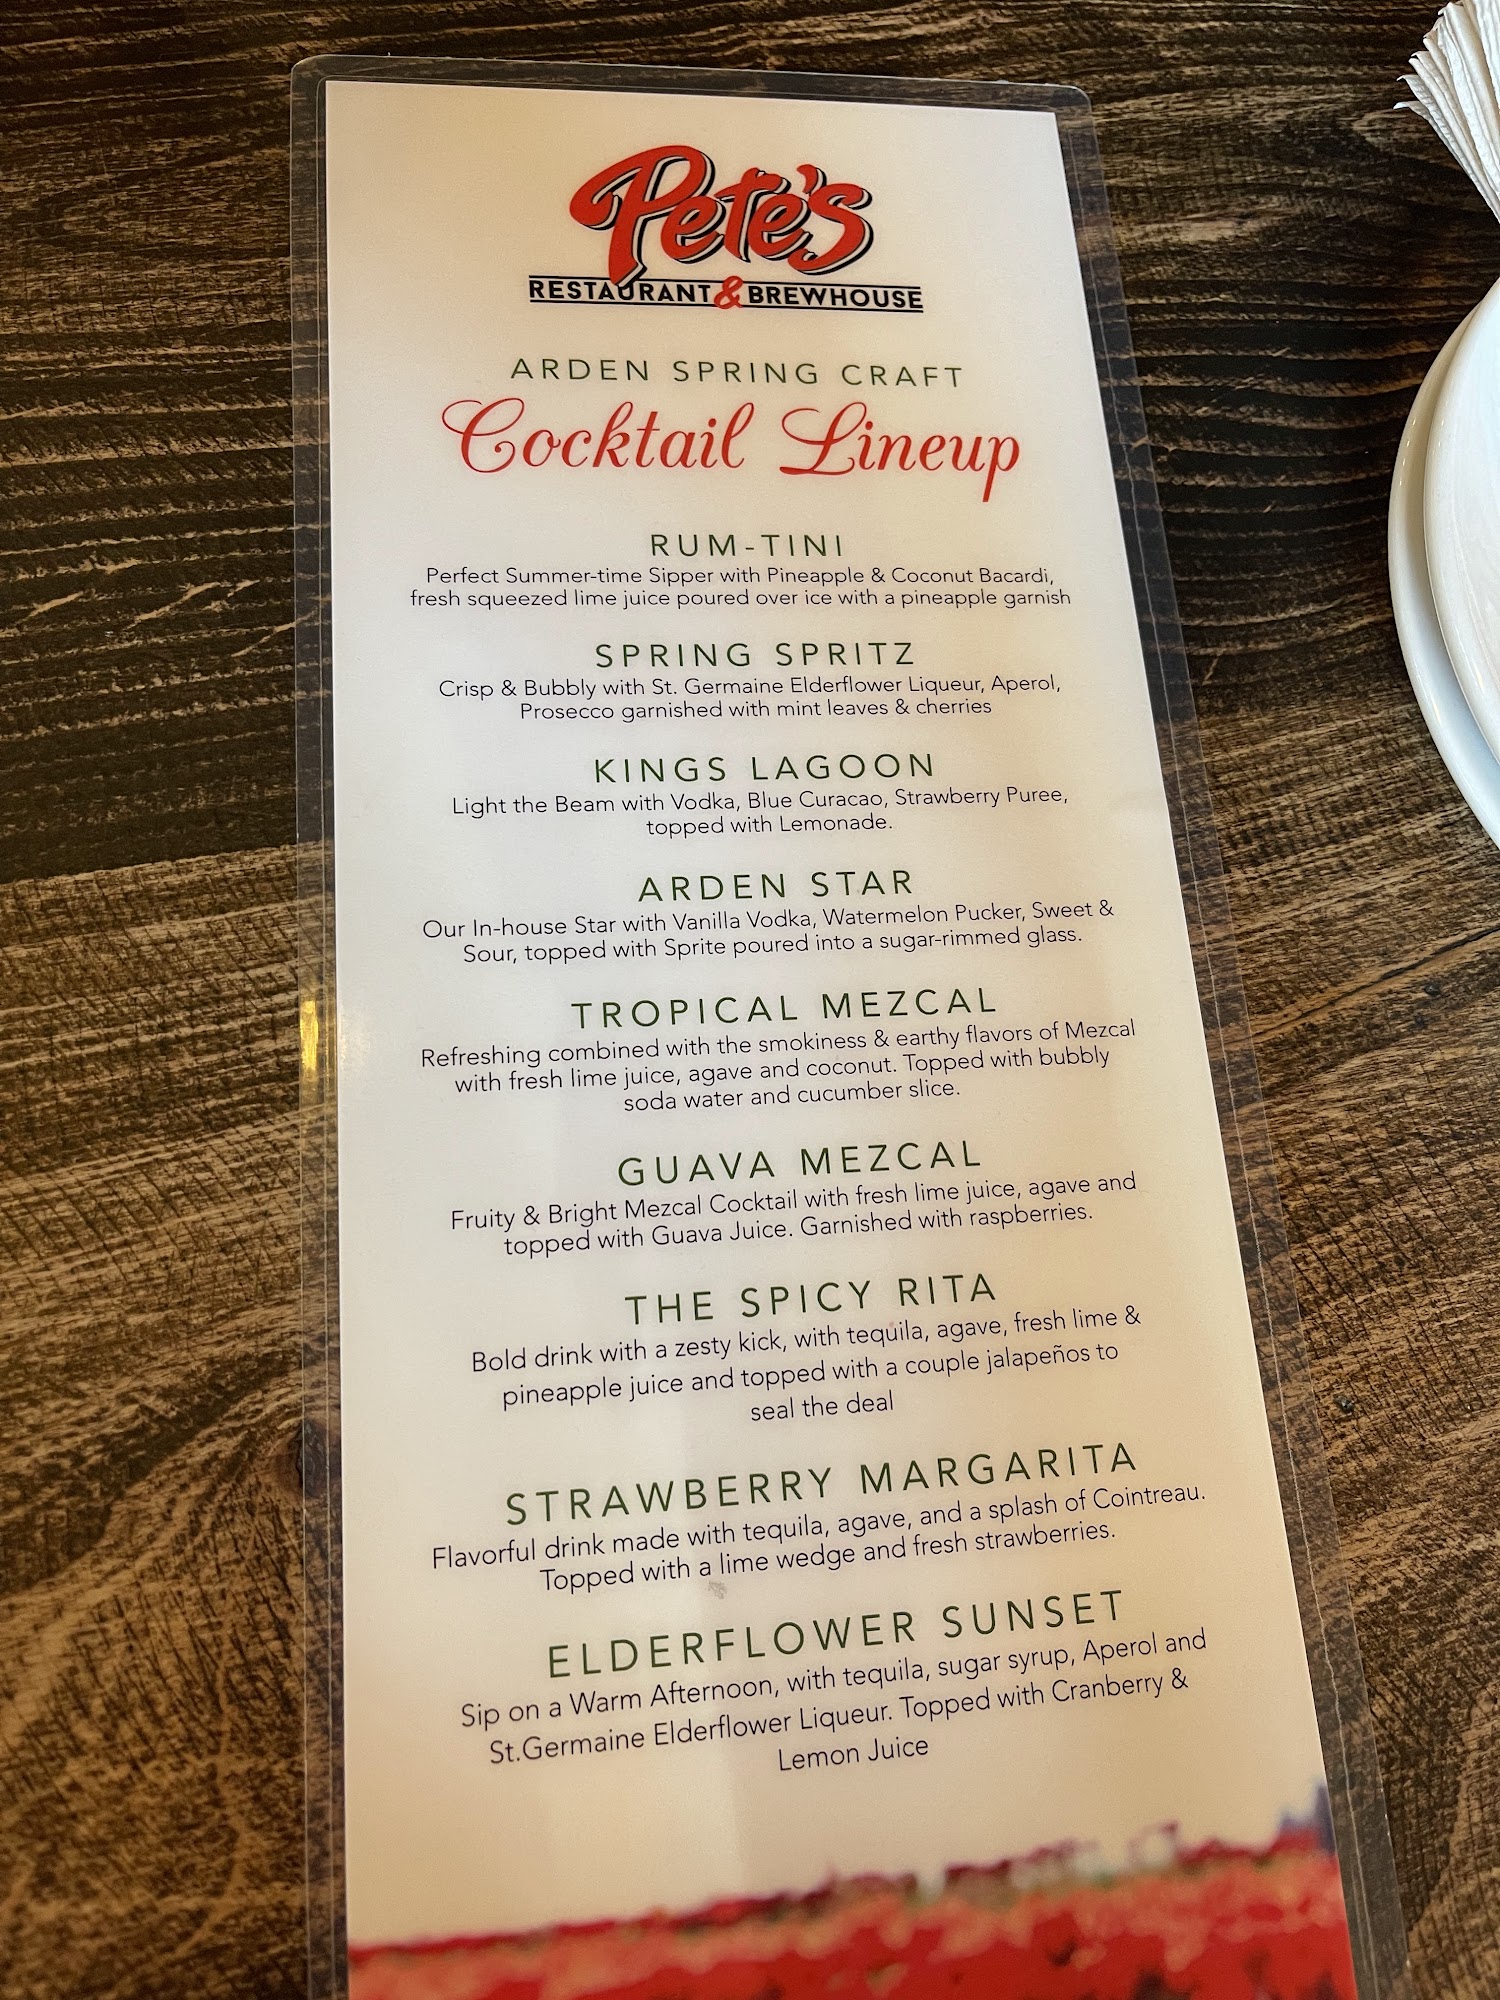 Pete's
RESTAURANT & BREWHOUSE
ARDEN SPRING CRAFT
Cocktail Lineup
RUM-TINI
Perfect Summer-time Sipper with Pineapple & Coconut Bacardi,
fresh squeezed lime juice poured over ice with a pineapple garnish
SPRING SPRITZ
Crisp & Bubbly with St. Germaine Elderflower Liqueur, Aperol,
Prosecco garnished with mint leaves & cherries
KINGS LAGOON
Light the Beam with Vodka, Blue Curacao, Strawberry Puree,
topped with Lemonade.
ARDEN STAR
Our In-house Star with Vanilla Vodka, Watermelon Pucker, Sweet &
Sour, topped with Sprite poured into a sugar-rimmed glass.
TROPICAL MEZCAL
Refreshing combined with the smokiness & earthy flavors of Mezcal
with fresh lime juice, agave and coconut. Topped with bubbly
soda water and cucumber slice.
GUAVA MEZCAL
Fruity & Bright Mezcal Cocktail with fresh lime juice, agave and
topped with Guava Juice. Garnished with raspberries.
THE SPICY RITA
Bold drink with a zesty kick, with tequila, agave, fresh lime &
pineapple juice and topped with a couple jalapeños to
seal the deal
STRAWBERRY MARGARITA
Flavorful drink made with tequila, agave, and a splash of Cointreau.
Topped with a lime wedge and fresh strawberries.
ELDERFLOWER SUNSET
Sip on a Warm Afternoon, with tequila, sugar syrup, Aperol and
St.Germaine Elderflower Liqueur. Topped with Cranberry &
Lemon Juice